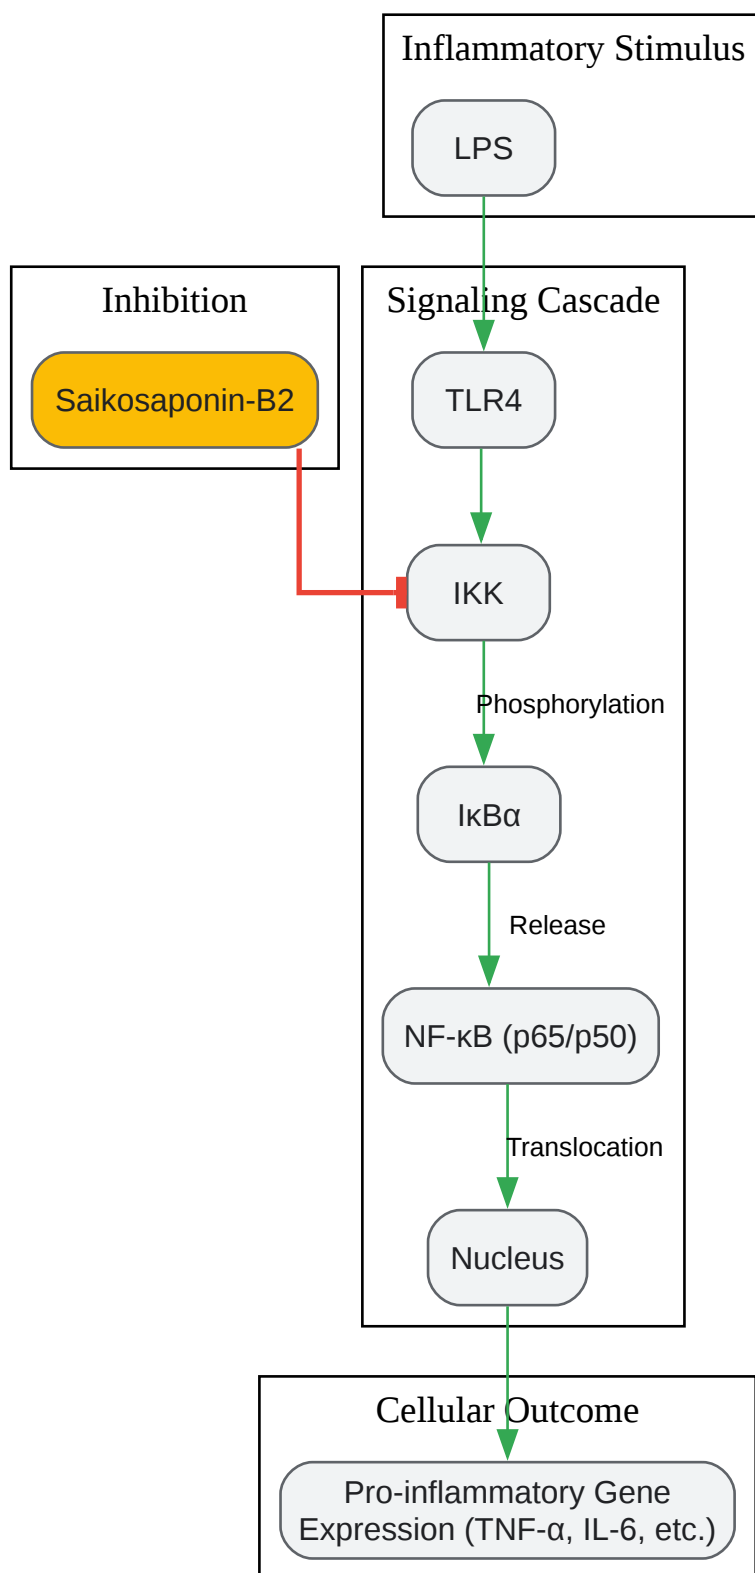 Inflammatory Stimulus
LPS
Inhibition
Saikosaponin-B2
Signaling Cascade
TLR4
IKK
Phosphorylation
IκBα
Release
NF-κB (p65/p50)
Translocation
Nucleus
Cellular Outcome
Pro-inflammatory Gene
Expression (TNF-α, IL-6, etc.)